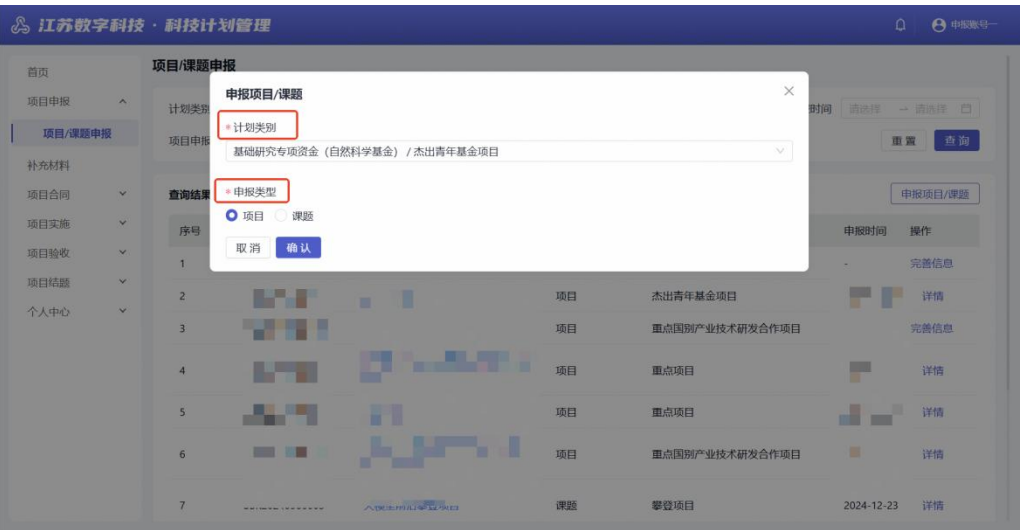 江苏数字科技·科技计划管理
申报账号一
首页
项目申报
项目/课题申报
补充材料
项目合同
项目实施
项目验收
项目结题
个人中心
项目/课题申报
计划类别
时间 请选择 → 请选择
项目申报
重置 查询
申报项目/课题
*计划类别
基础研究专项资金（自然科学基金） / 杰出青年基金项目
*申报类型
项目 课题
取消 确认
查询结果
申报项目/课题
序号 申报时间 操作
1 - 完善信息
2 项目 杰出青年基金项目 详情
3 项目 重点国别产业技术研发合作项目 完善信息
4 项目 重点项目 详情
5 项目 重点项目 详情
6 项目 重点国别产业技术研发合作项目 详情
7 课题 攀登项目 2024-12-23 详情